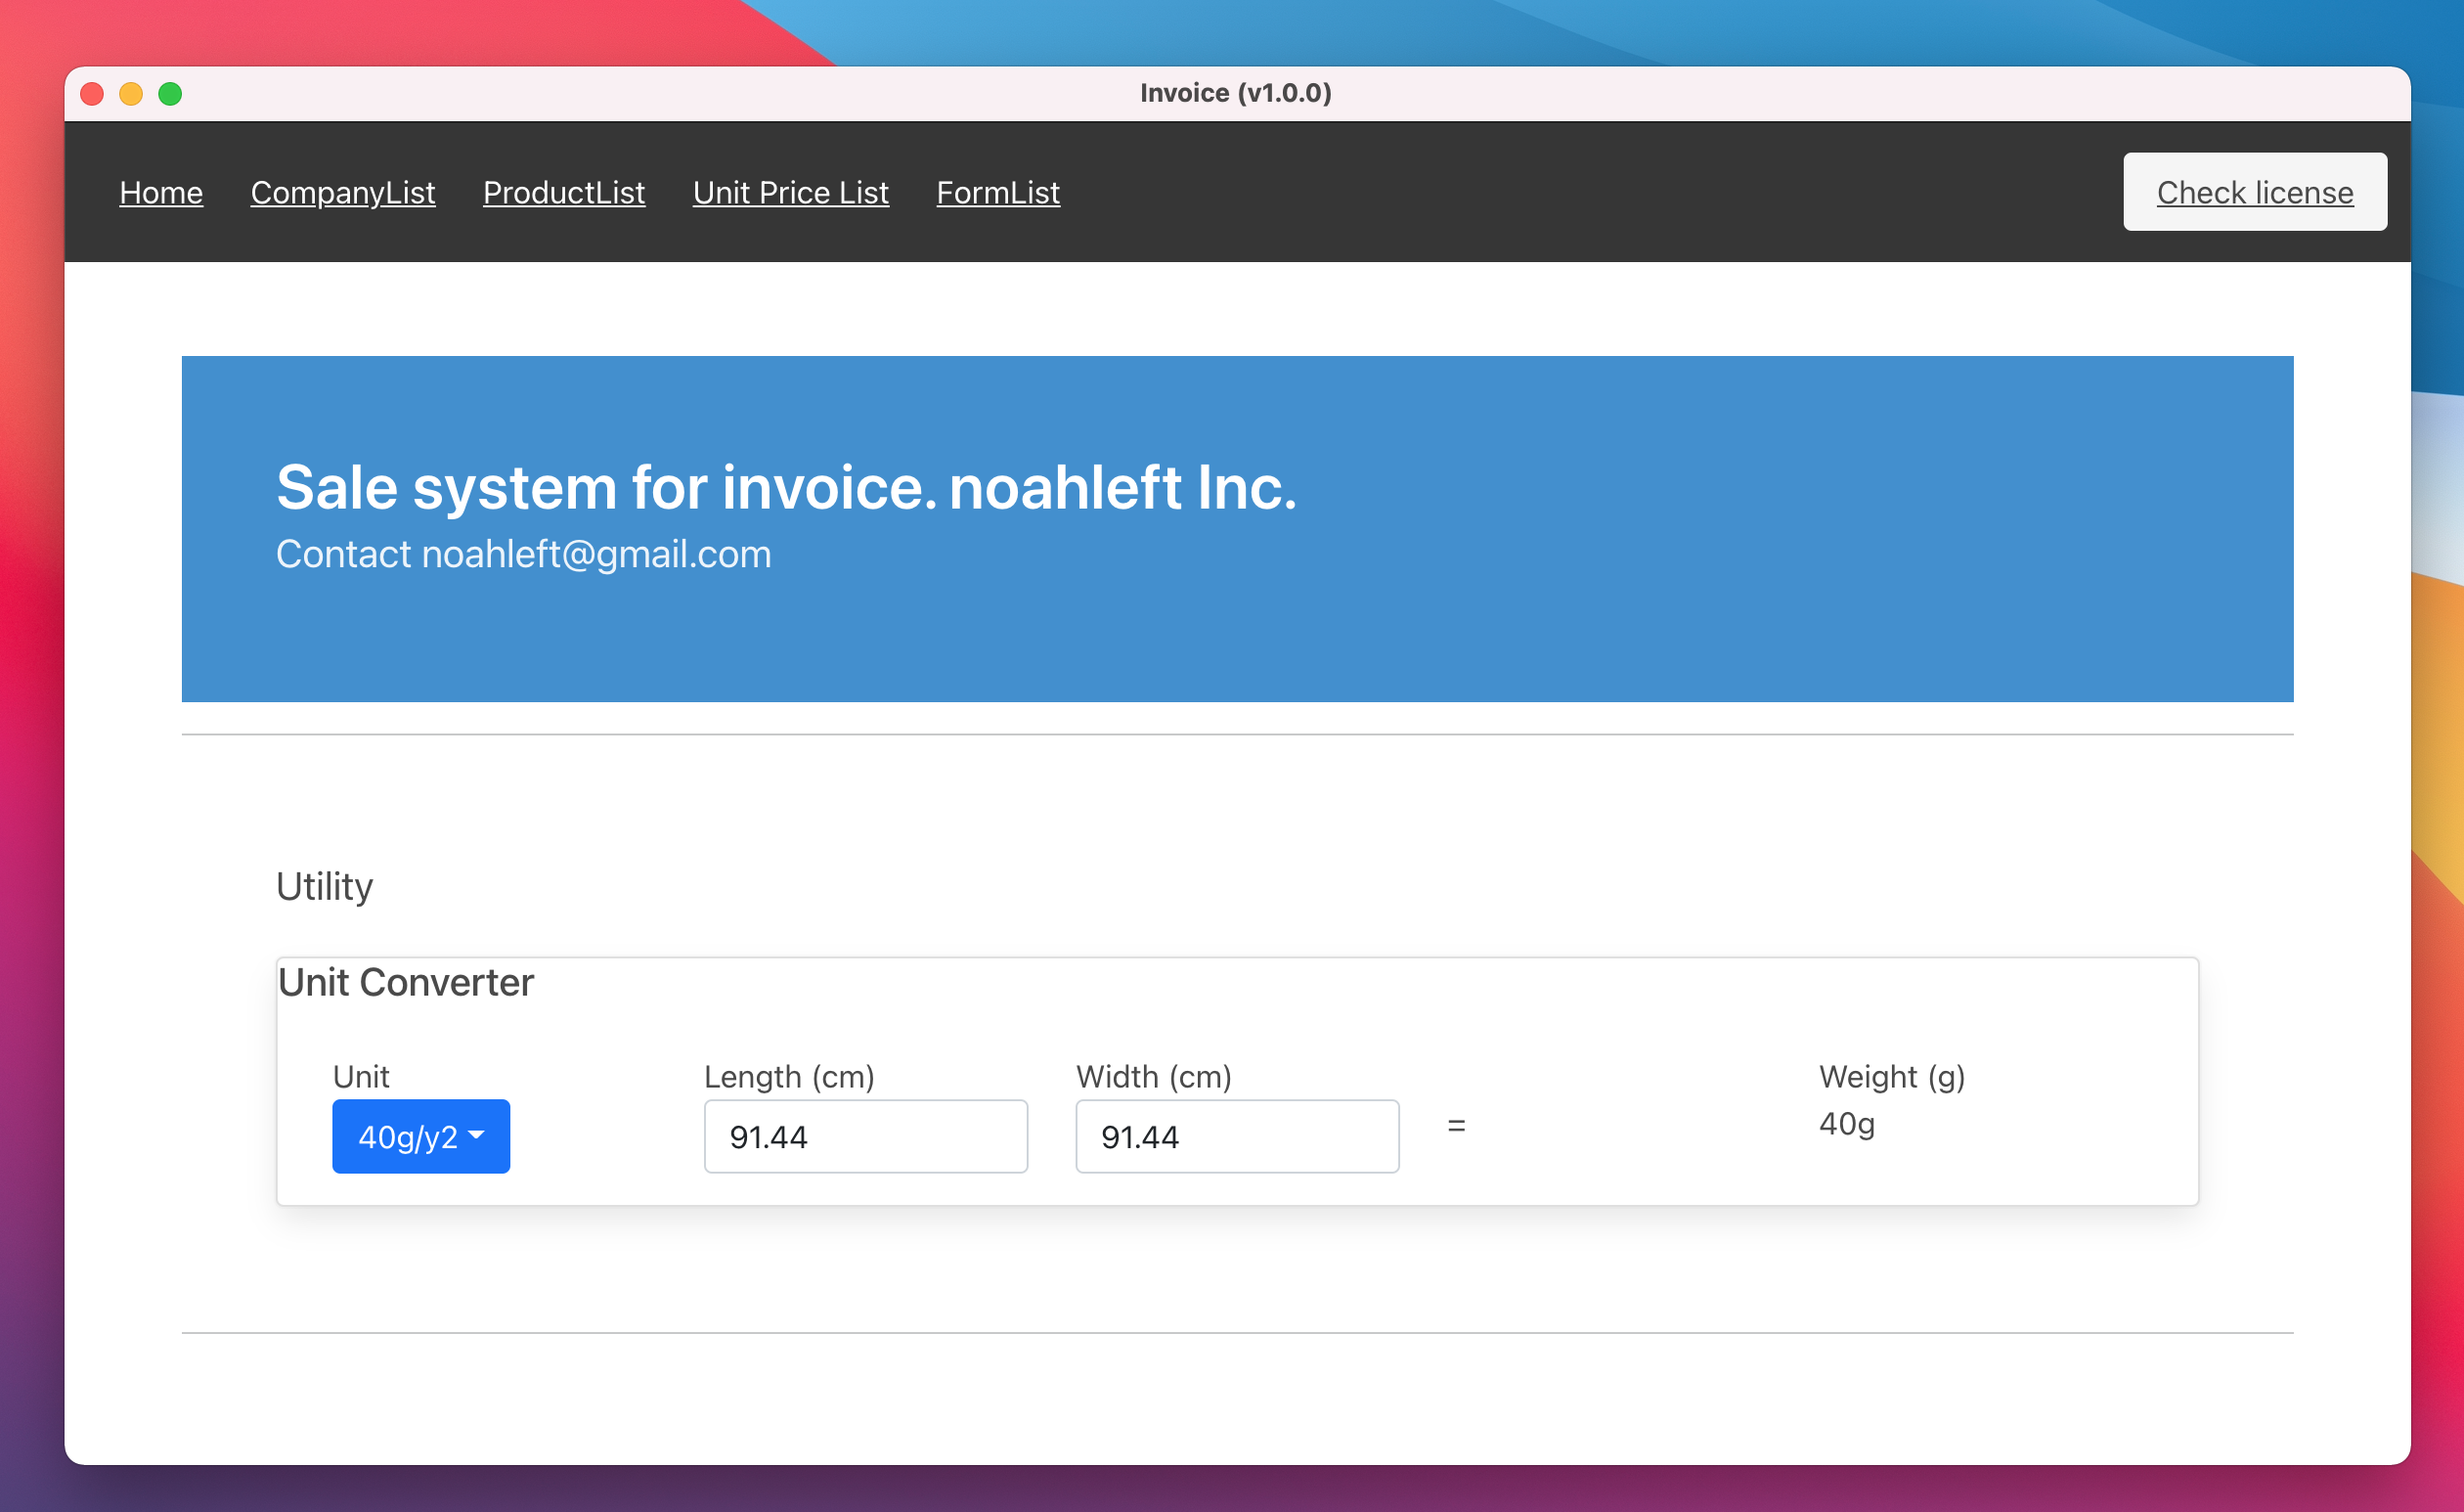 Invoice (v1.0.0)
Home CompanyList ProductList Unit Price List FormList Check license
Sale system for invoice. noahleft Inc.
Contact noahleft@gmail.com
Utility
Unit Converter
Unit Length (cm) Width (cm) Weight (g)
40g/y2 91.44 91.44 = 40g